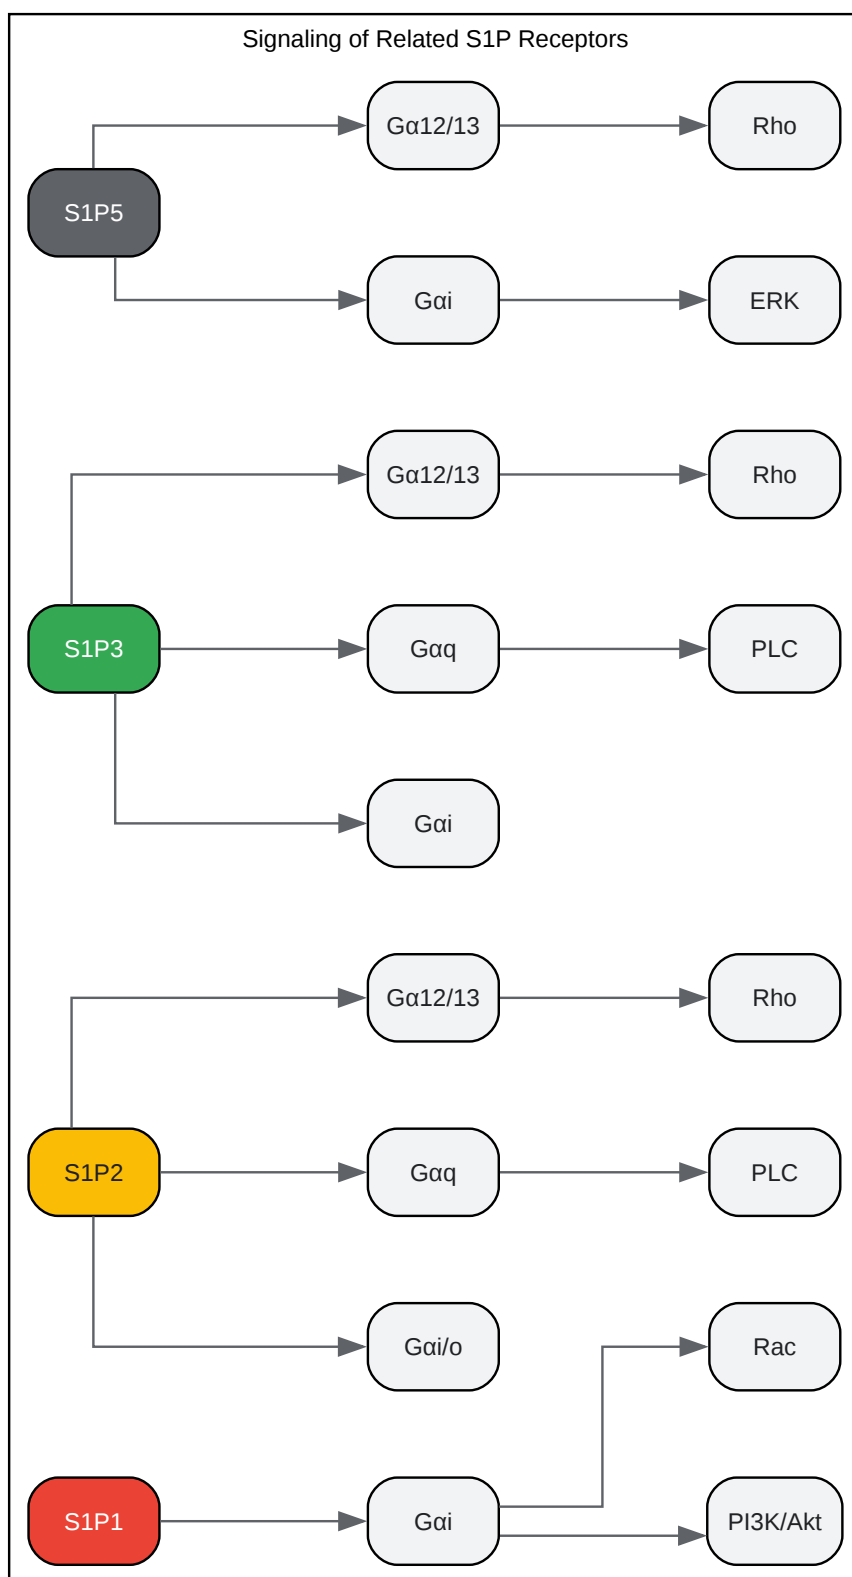 Signaling of Related S1P Receptors
Gα12/13
Rho
S1P5
Gαi
ERK
Gα12/13
Rho
S1P3
Gαq
PLC
Gαi
Gα12/13
Rho
S1P2
Gαq
PLC
Gαi/o
Rac
S1P1
Gαi
PI3K/Akt